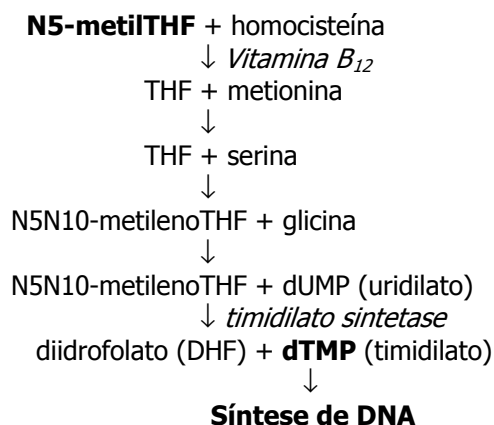 N5-metilTHF + homocisteína
↓ Vitamina B₁₂
THF + metionina
↓
THF + serina
↓
N5N10-metilenoTHF + glicina
↓
N5N10-metilenoTHF + dUMP (uridilato)
↓ timidilato sintetase
diidrofolato (DHF) + dTMP (timidilato)
↓
Síntese de DNA